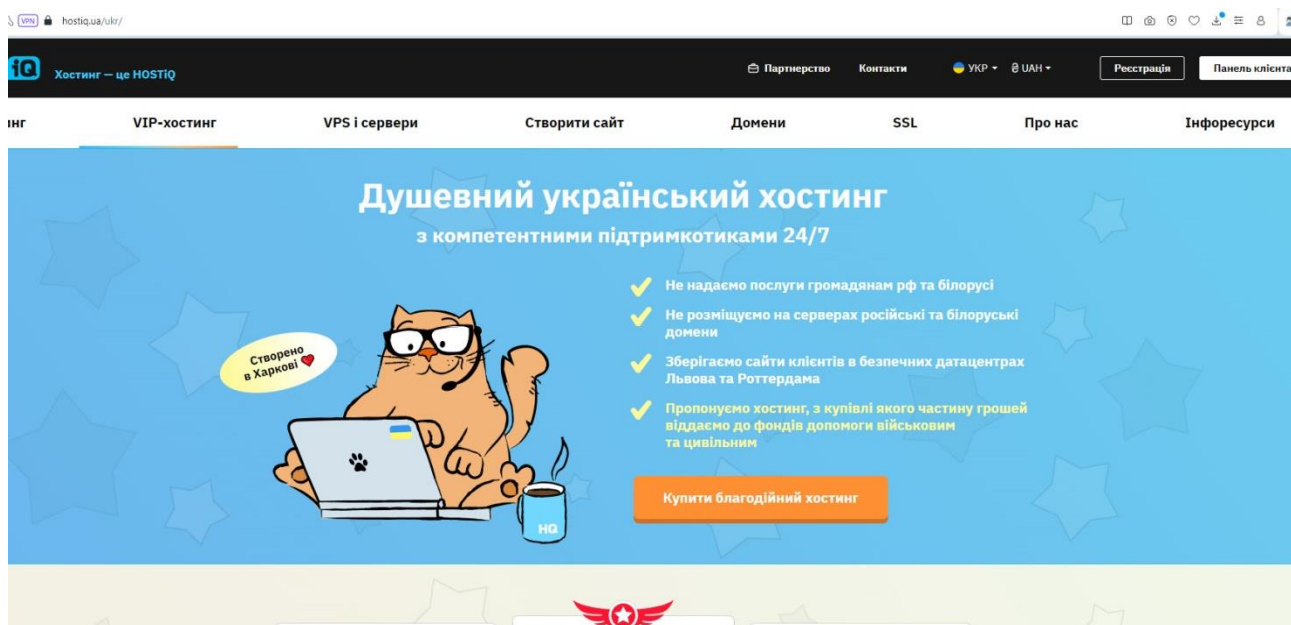 VPN hostiq.ua/ukr/
iQ Хостинг — це HOSTiQ Партнерство Контакти УКР ₴ UAH Реєстрація Панель клієнта
VIP-хостинг VPS і сервери Створити сайт Домени SSL Про нас Інфоресурси
Душевний український хостинг
з компетентними підтримкотиками 24/7
Не надаємо послуги громадянам рф та білорусі
Не розміщуємо на серверах російські та білоруські
домени
Створено
в Харкові
Зберігаємо сайти клієнтів в безпечних датацентрах
Львова та Роттердама
Пропонуємо хостинг, з купівлі якого частину грошей
віддаємо до фондів допомоги військовим
та цивільним
Купити благодійний хостинг
HQ